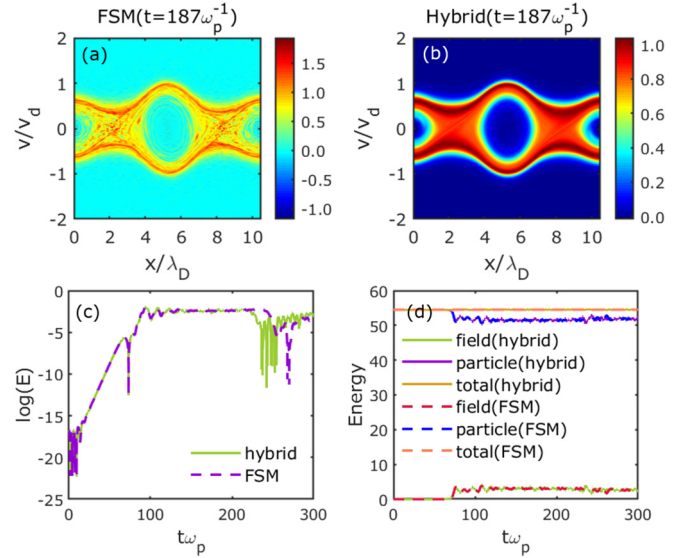 FSM(t=187ω_p^-1)
(a)
v/v_d
2
1
0
-1
-2
0 2 4 6 8 10
x/λ_D
1.5
1.0
0.5
0.0
-0.5
-1.0
Hybrid(t=187ω_p^-1)
(b)
v/v_d
2
1
0
-1
-2
0 2 4 6 8 10
x/λ_D
1.0
0.8
0.6
0.4
0.2
0.0
(c)
log(E)
0
-5
-10
-15
-20
-25
hybrid
FSM
0 100 200 300
tω_p
(d)
Energy
60
50
40
30
20
10
0
field(hybrid)
particle(hybrid)
total(hybrid)
field(FSM)
particle(FSM)
total(FSM)
0 100 200 300
tω_p